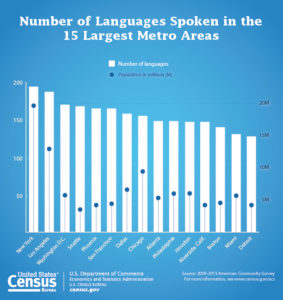 Number of Languages Spoken in the
15 Largest Metro Areas
Number of languages
Population in millions (M)
200
150
100
50
20M
10M
5M
New York
Los Angeles
Washington D.C.
Seattle
Phoenix
San Francisco
Dallas
Chicago
Atlanta
Philadelphia
Houston
Riverside, Calif.
Boston
Miami
Detroit
United States®
Census
Bureau
U.S. Department of Commerce
Economics and Statistics Administration
U.S. CENSUS BUREAU
census.gov
Source: 2009-2013 American Community Survey
For more information, see www.census.gov/acs